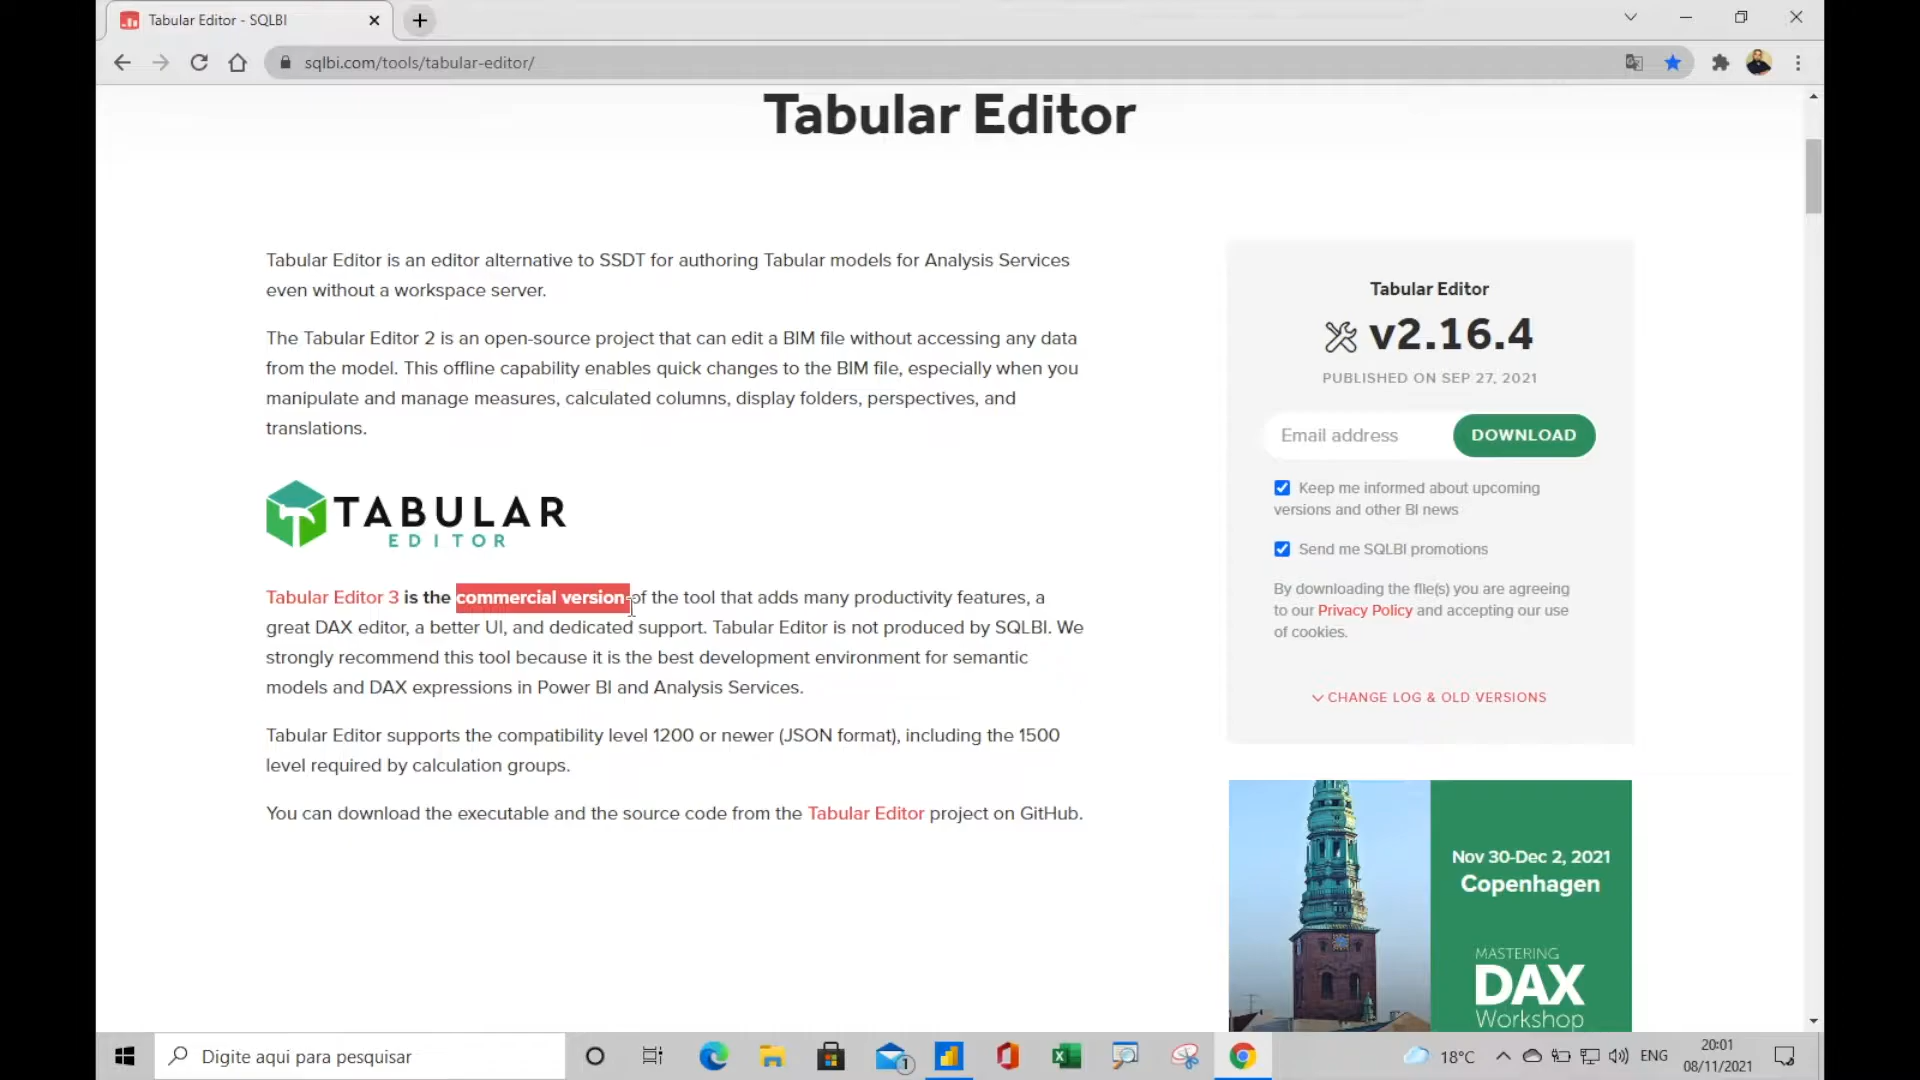 Tabular Editor - SQLBI
sqlbi.com/tools/tabular-editor/
Tabular Editor
Tabular Editor is an editor alternative to SSDT for authoring Tabular models for Analysis Services
even without a workspace server.
The Tabular Editor 2 is an open-source project that can edit a BIM file without accessing any data
from the model. This offline capability enables quick changes to the BIM file, especially when you
manipulate and manage measures, calculated columns, display folders, perspectives, and
translations.
TABULAR
EDITOR
Tabular Editor 3 is the commercial version of the tool that adds many productivity features, a
great DAX editor, a better UI, and dedicated support. Tabular Editor is not produced by SQLBI. We
strongly recommend this tool because it is the best development environment for semantic
models and DAX expressions in Power BI and Analysis Services.
Tabular Editor supports the compatibility level 1200 or newer (JSON format), including the 1500
level required by calculation groups.
You can download the executable and the source code from the Tabular Editor project on GitHub.
Tabular Editor
v2.16.4
PUBLISHED ON SEP 27, 2021
Email address
DOWNLOAD
Keep me informed about upcoming
versions and other BI news
Send me SQLBI promotions
By downloading the file(s) you are agreeing
to our Privacy Policy and accepting our use
of cookies.
CHANGE LOG & OLD VERSIONS
Nov 30-Dec 2, 2021
Copenhagen
MASTERING
DAX
Workshop
Digite aqui para pesquisar
1
18°C
ENG
20:01
08/11/2021